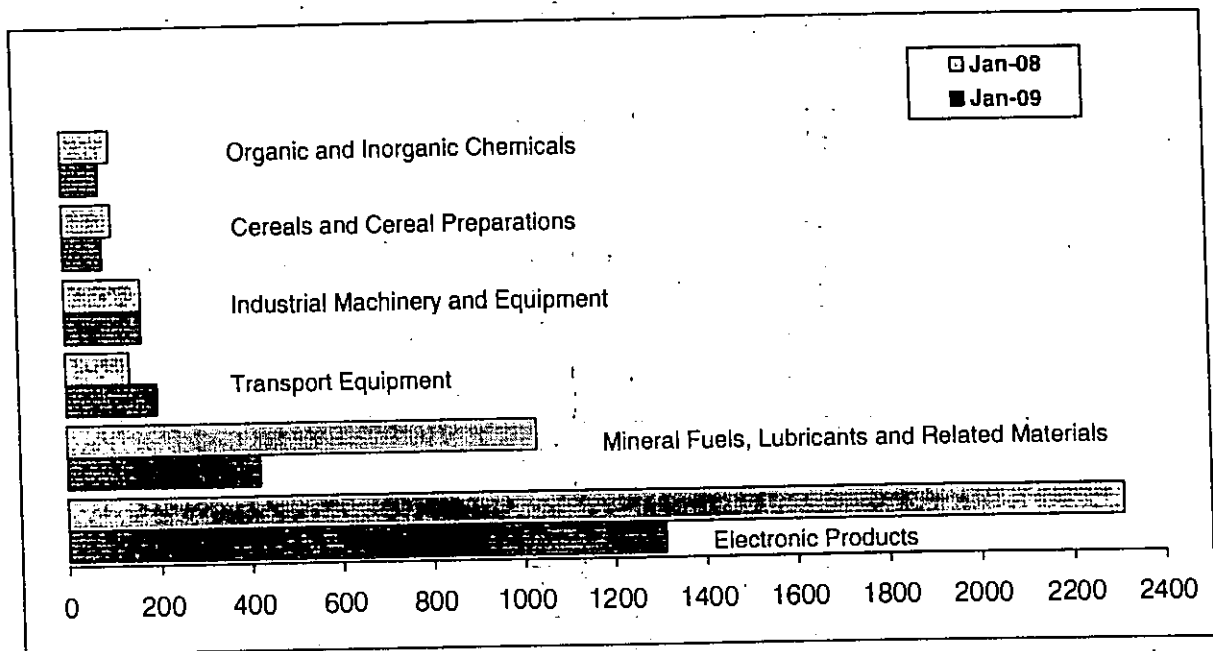 Jan-08
Jan-09
Organic and Inorganic Chemicals
Cereals and Cereal Preparations
Industrial Machinery and Equipment
Transport Equipment
Mineral Fuels, Lubricants and Related Materials
Electronic Products
0 200 400 600 800 1000 1200 1400 1600 1800 2000 2200 2400